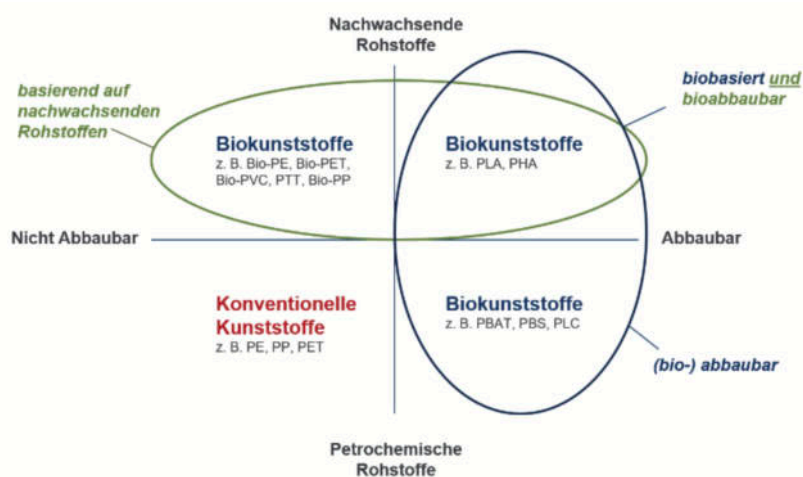 Nachwachsende
Rohstoffe
basierend auf
nachwachsenden
Rohstoffen
biobasiert und
bioabbaubar
Biokunststoffe
z. B. Bio-PE, Bio-PET,
Bio-PVC, PTT, Bio-PP
Biokunststoffe
z. B. PLA, PHA
Nicht Abbaubar
Abbaubar
Konventionelle
Kunststoffe
z. B. PE, PP, PET
Biokunststoffe
z. B. PBAT, PBS, PLC
(bio-) abbaubar
Petrochemische
Rohstoffe